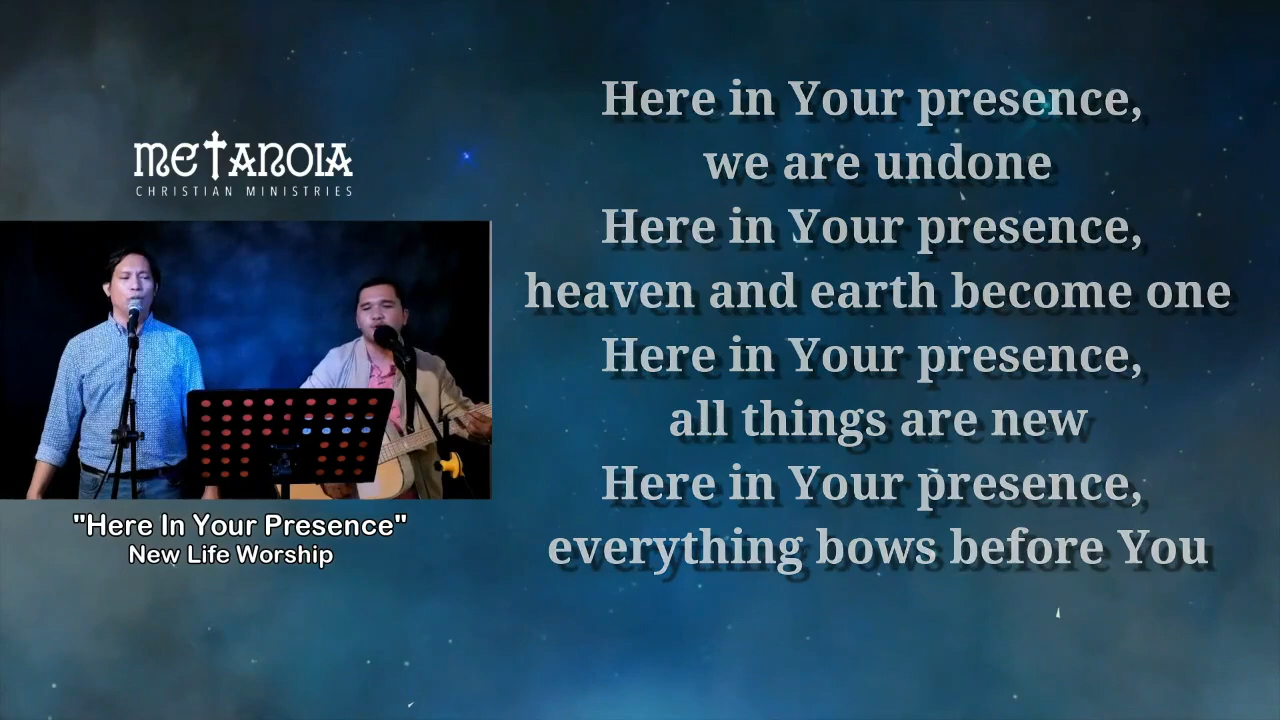 METANOIA
CHRISTIAN MINISTRIES
"Here In Your Presence"
New Life Worship
Here in Your presence,
we are undone
Here in Your presence,
heaven and earth become one
Here in Your presence,
all things are new
Here in Your presence,
everything bows before You